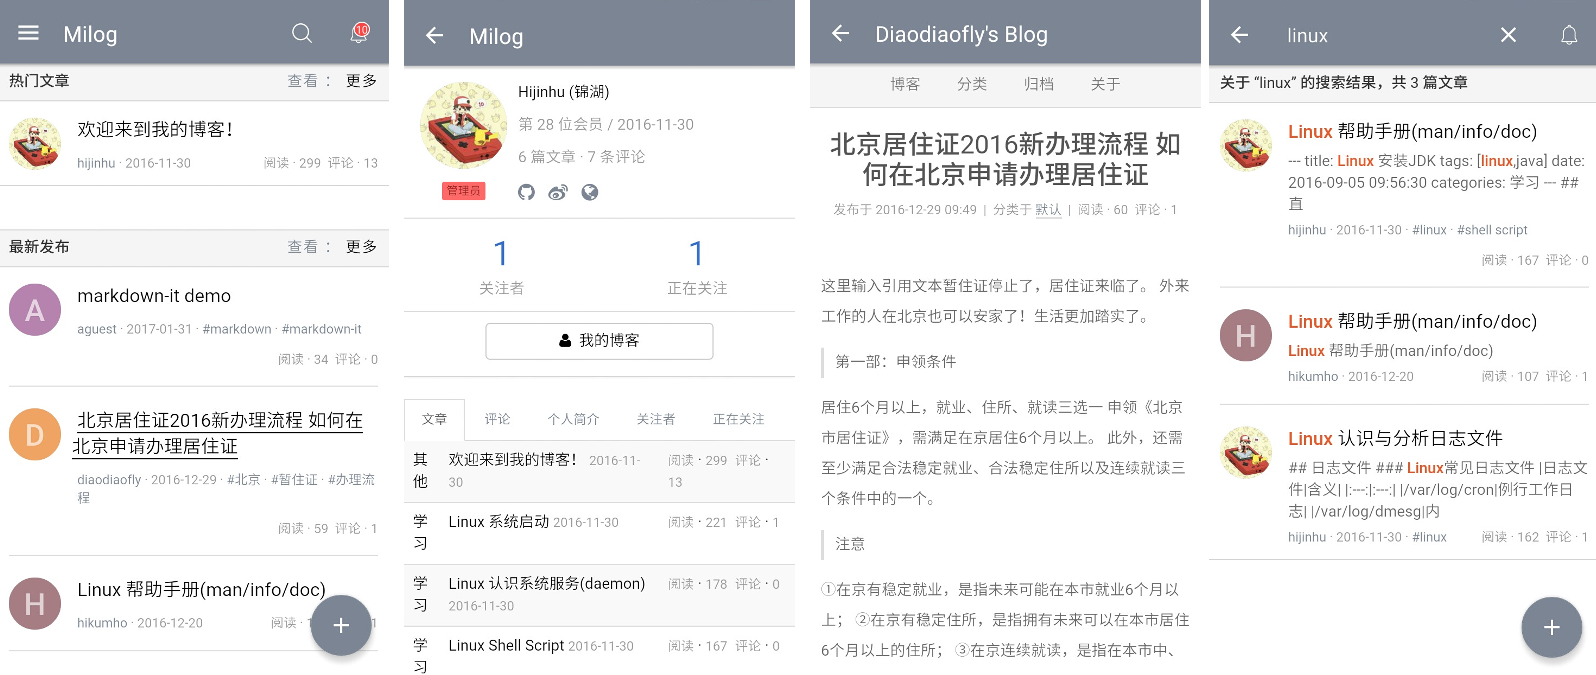 Milog
10
热门文章 查看： 更多
欢迎来到我的博客！
hijinhu · 2016-11-30 阅读 · 299 评论 · 13
最新发布 查看： 更多
A
markdown-it demo
aguest · 2017-01-31 · #markdown · #markdown-it
阅读 · 34 评论 · 0
D
北京居住证2016新办理流程 如何在
北京申请办理居住证
diaodiaofly · 2016-12-29 · #北京 · #暂住证 · #办理流
程
阅读 · 59 评论 · 1
H
Linux 帮助手册(man/info/doc)
hikumho · 2016-12-20 阅读 ·
+
Milog
Hijinhu (锦湖)
第 28 位会员 / 2016-11-30
6 篇文章 · 7 条评论
管理员
1 1
关注者 正在关注
我的博客
文章 评论 个人简介 关注者 正在关注
其 欢迎来到我的博客！ 2016-11- 阅读 · 299 评论 ·
他 30 13
学 Linux 系统启动 2016-11-30 阅读 · 221 评论 · 1
习
学 Linux 认识系统服务(daemon) 阅读 · 178 评论 · 0
习 2016-11-30
学 Linux Shell Script 2016-11-30 阅读 · 167 评论 · 0
习
Diaodiaofly's Blog
博客 分类 归档 关于
北京居住证2016新办理流程 如
何在北京申请办理居住证
发布于 2016-12-29 09:49 | 分类于 默认 | 阅读 · 60 评论 · 1
这里输入引用文本暂住证停止了，居住证来临了。 外来
工作的人在北京也可以安家了！生活更加踏实了。
第一部：申领条件
居住6个月以上，就业、住所、就读三选一 申领《北京
市居住证》，需满足在京居住6个月以上。 此外，还需
至少满足合法稳定就业、合法稳定住所以及连续就读三
个条件中的一个。
注意
①在京有稳定就业，是指未来可能在本市就业6个月以
上； ②在京有稳定住所，是指拥有未来可以在本市居住
6个月以上的住所； ③在京连续就读，是指在本市中、
linux
关于 “linux” 的搜索结果，共 3 篇文章
Linux 帮助手册(man/info/doc)
--- title: Linux 安装JDK tags: [linux,java] date:
2016-09-05 09:56:30 categories: 学习 --- ##
直
hijinhu · 2016-11-30 · #linux · #shell script
阅读 · 167 评论 · 0
H
Linux 帮助手册(man/info/doc)
Linux 帮助手册(man/info/doc)
hikumho · 2016-12-20 阅读 · 107 评论 · 1
Linux 认识与分析日志文件
## 日志文件 ### Linux常见日志文件 |日志文
件|含义| |:---:|:---:| |/var/log/cron|例行工作日
志| |/var/log/dmesg|内
hijinhu · 2016-11-30 · #linux 阅读 · 162 评论 · 1
+